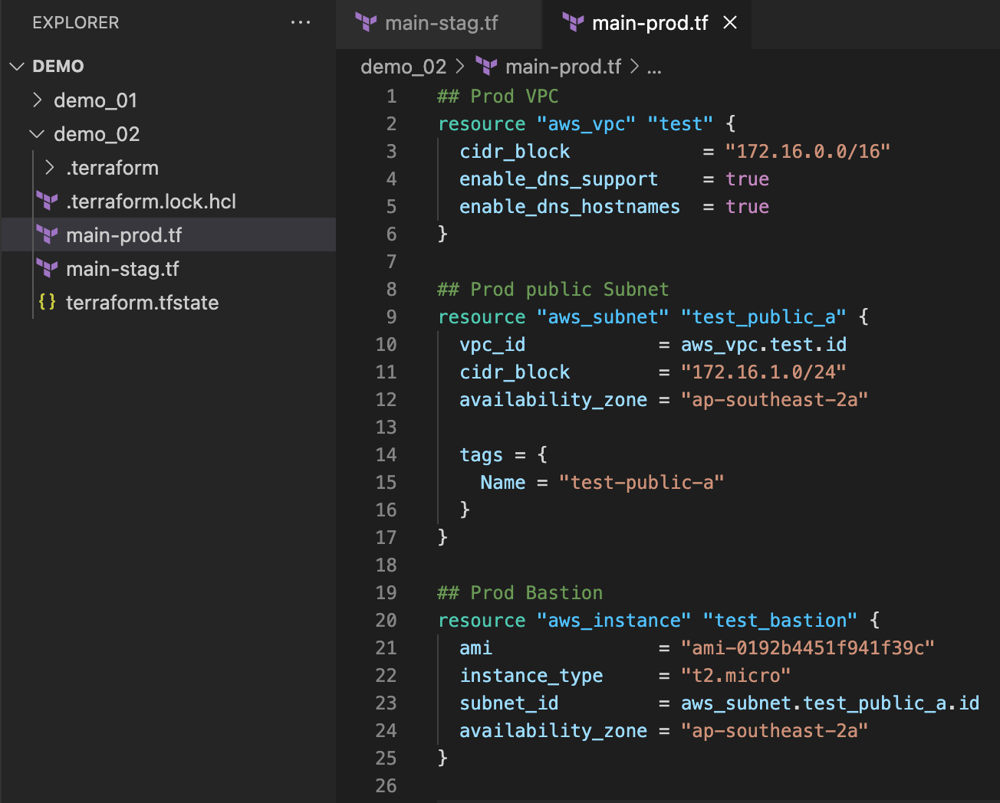 EXPLORER ...
DEMO
demo_01
demo_02
.terraform
.terraform.lock.hcl
main-prod.tf
main-stag.tf
{} terraform.tfstate
main-stag.tf main-prod.tf ×
demo_02 > main-prod.tf > ...
1 ## Prod VPC
2 resource "aws_vpc" "test" {
3   cidr_block            = "172.16.0.0/16"
4   enable_dns_support    = true
5   enable_dns_hostnames  = true
6 }
7
8 ## Prod public Subnet
9 resource "aws_subnet" "test_public_a" {
10   vpc_id            = aws_vpc.test.id
11   cidr_block        = "172.16.1.0/24"
12   availability_zone = "ap-southeast-2a"
13
14   tags = {
15     Name = "test-public-a"
16   }
17 }
18
19 ## Prod Bastion
20 resource "aws_instance" "test_bastion" {
21   ami               = "ami-0192b4451f941f39c"
22   instance_type     = "t2.micro"
23   subnet_id         = aws_subnet.test_public_a.id
24   availability_zone = "ap-southeast-2a"
25 }
26